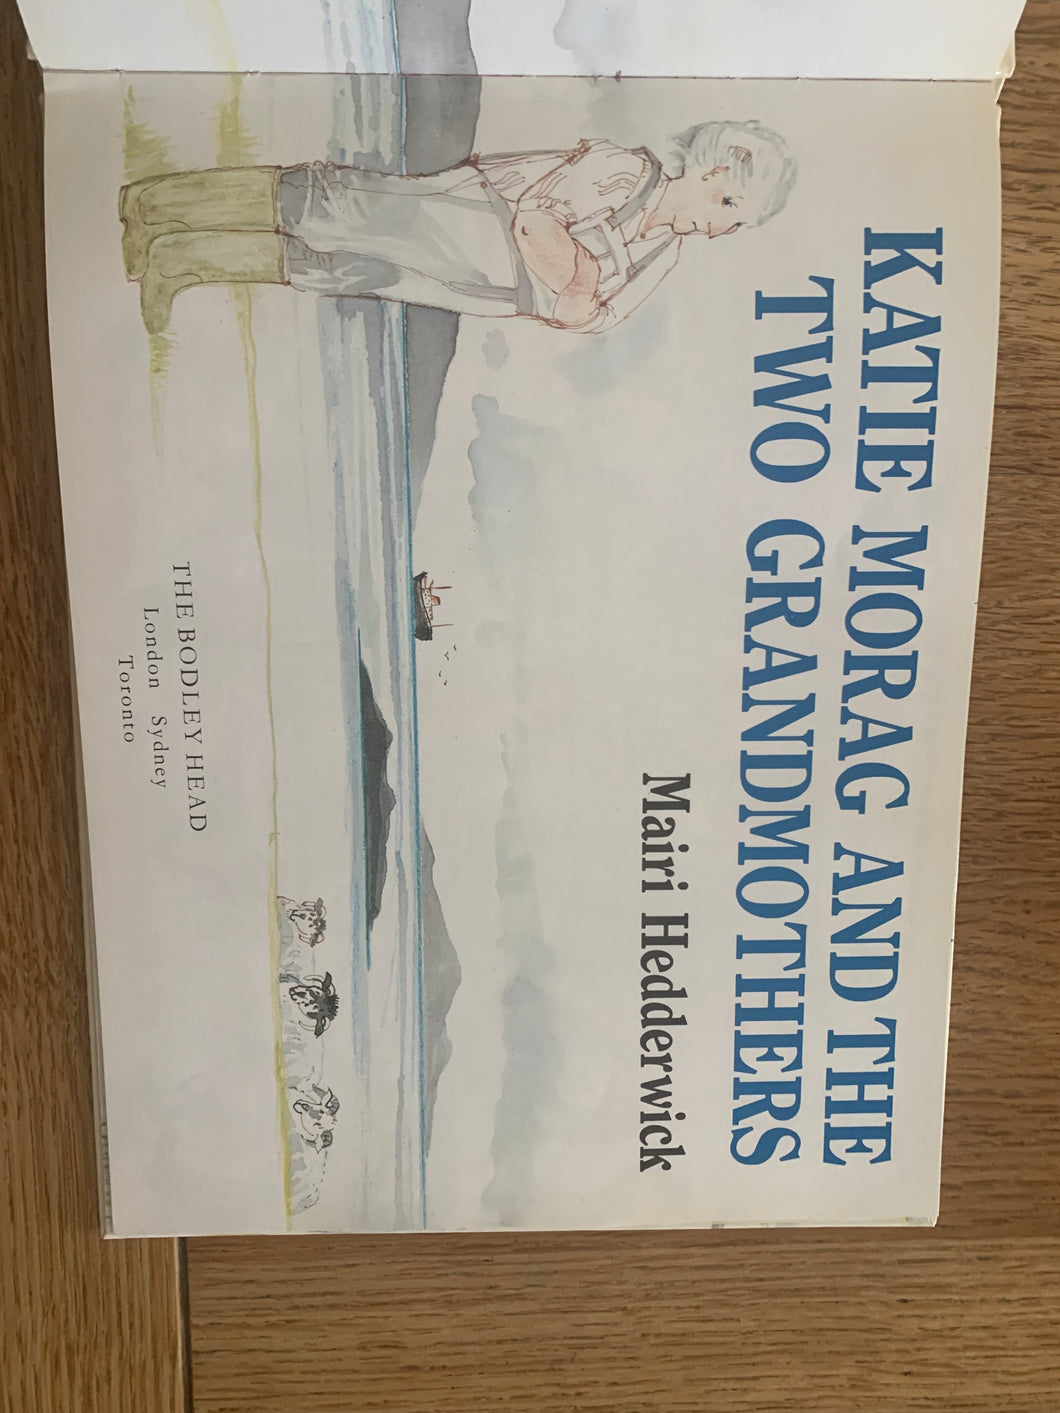 KATIE MORAG AND THE
TWO GRANDMOTHERS
Mairi Hedderwick
THE BODLEY HEAD
London Sydney
Toronto